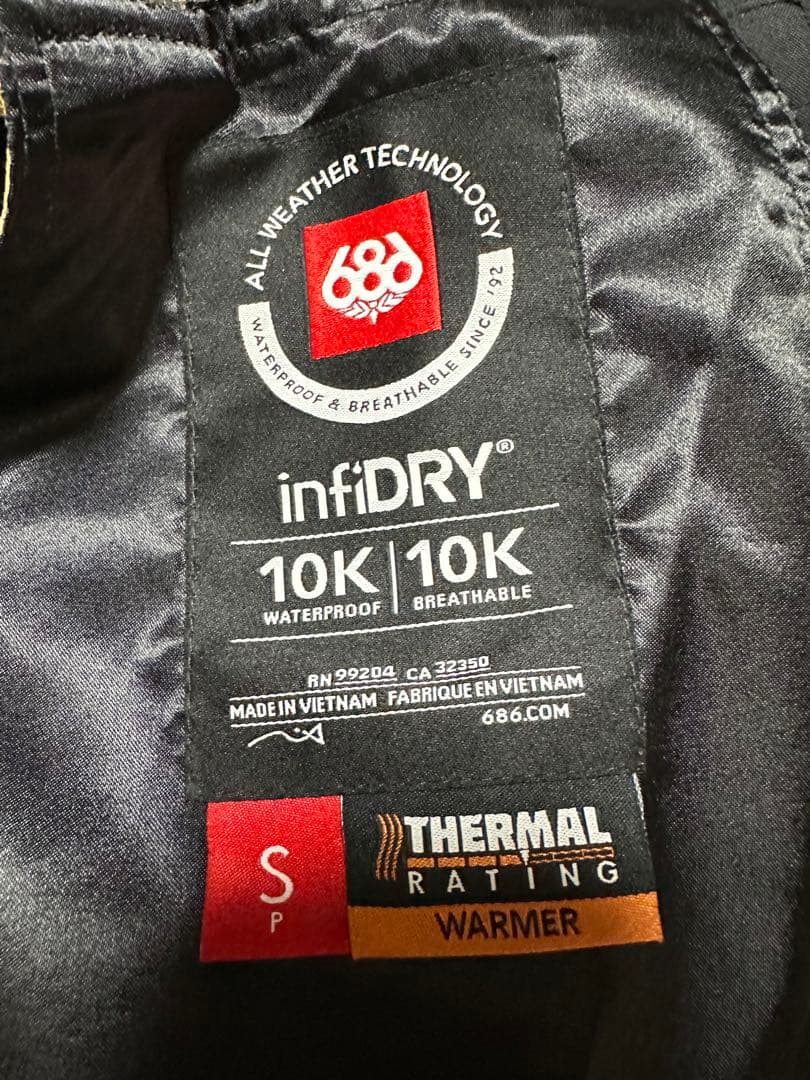 ALL WEATHER TECHNOLOGY
686
WATERPROOF & BREATHABLE SINCE '92
infiDRY®
10K | 10K
WATERPROOF BREATHABLE
RN 99204 CA 32350
MADE IN VIETNAM FABRIQUE EN VIETNAM
686.COM
S
P
THERMAL
RATING
WARMER